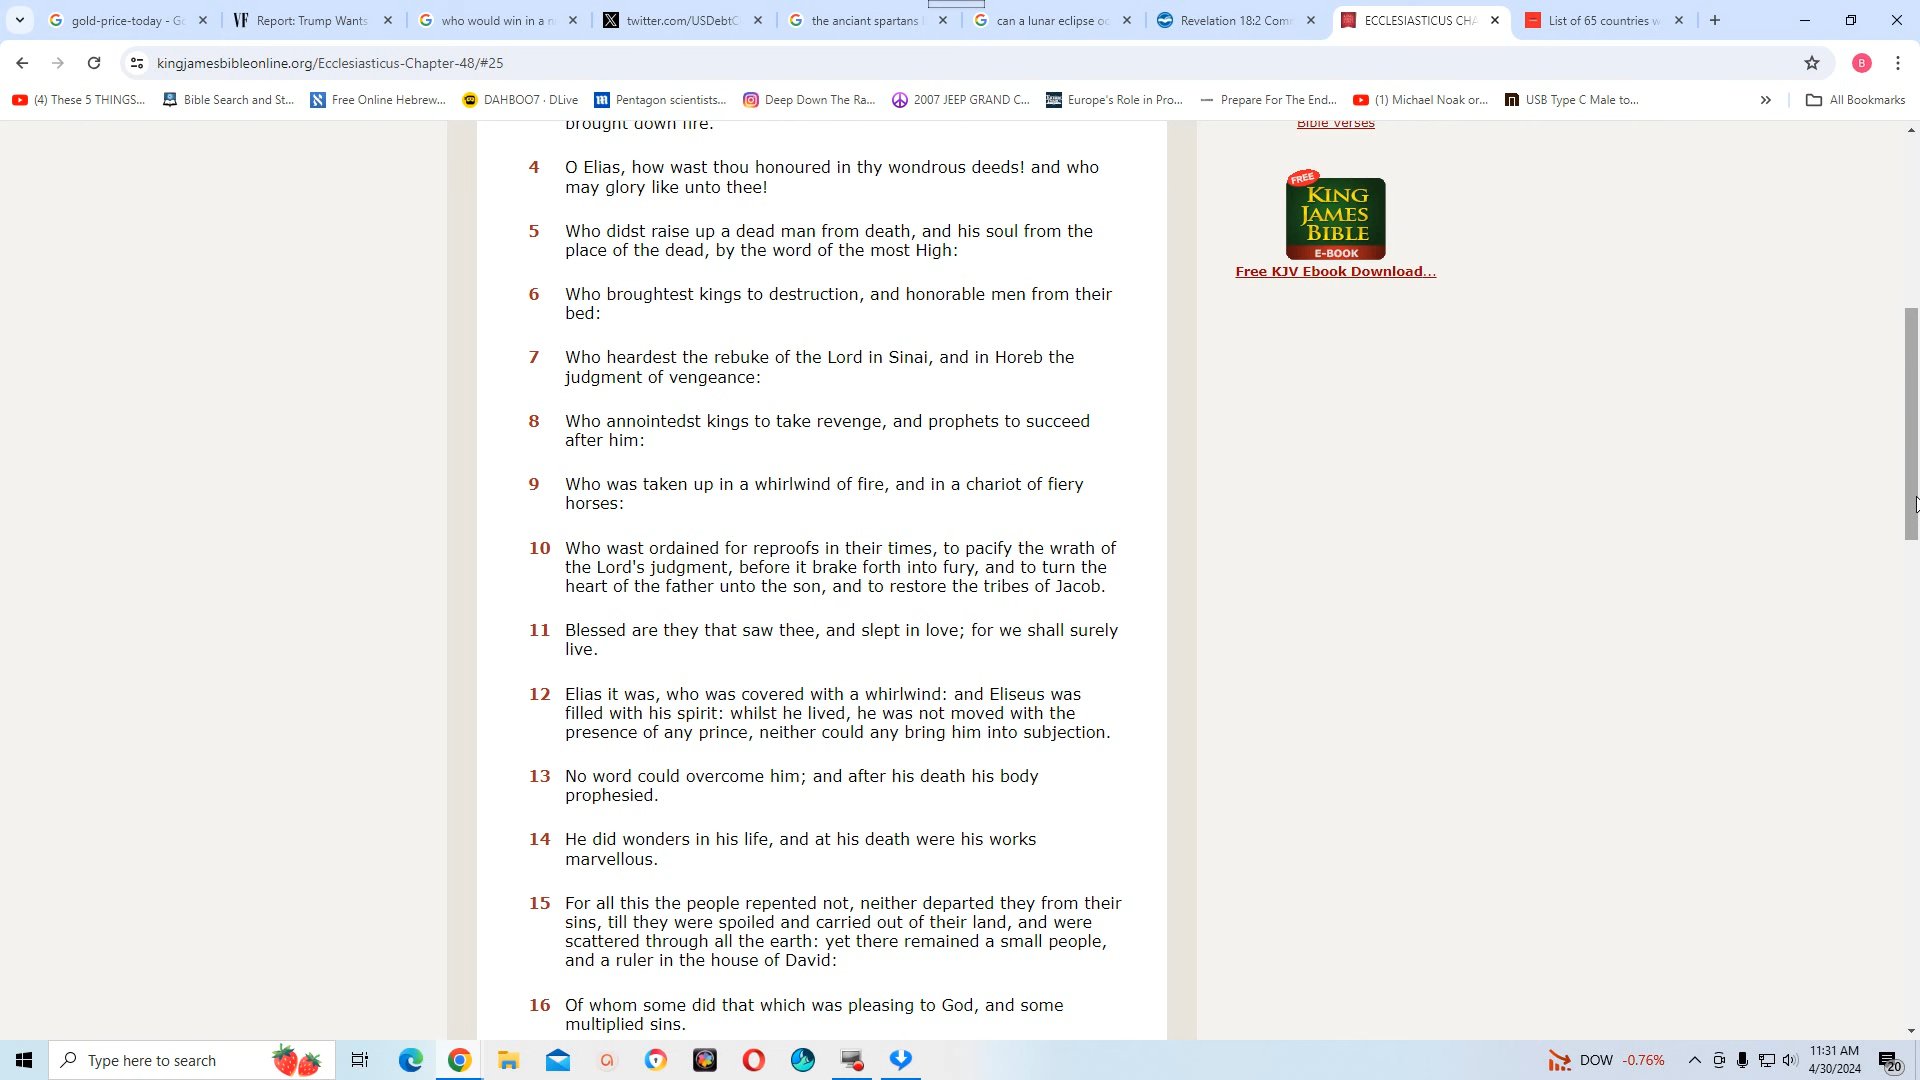 gold-price-today - Go
Report: Trump Wants
who would win in a n
twitter.com/USDebtC
the anciant spartans
can a lunar eclipse oc
Revelation 18:2 Comm
ECCLESIASTICUS CHA
List of 65 countries w
kingjamesbibleonline.org/Ecclesiasticus-Chapter-48/#25
B
(4) These 5 THINGS...
Bible Search and St...
Free Online Hebrew...
DAHBOO7 · DLive
Pentagon scientists...
Deep Down The Ra...
2007 JEEP GRAND C...
Europe's Role in Pro...
Prepare For The End...
(1) Michael Noak or...
USB Type C Male to...
All Bookmarks
brought down fire.
4 O Elias, how wast thou honoured in thy wondrous deeds! and who
may glory like unto thee!
5 Who didst raise up a dead man from death, and his soul from the
place of the dead, by the word of the most High:
6 Who broughtest kings to destruction, and honorable men from their
bed:
7 Who heardest the rebuke of the Lord in Sinai, and in Horeb the
judgment of vengeance:
8 Who annointedst kings to take revenge, and prophets to succeed
after him:
9 Who was taken up in a whirlwind of fire, and in a chariot of fiery
horses:
10 Who wast ordained for reproofs in their times, to pacify the wrath of
the Lord's judgment, before it brake forth into fury, and to turn the
heart of the father unto the son, and to restore the tribes of Jacob.
11 Blessed are they that saw thee, and slept in love; for we shall surely
live.
12 Elias it was, who was covered with a whirlwind: and Eliseus was
filled with his spirit: whilst he lived, he was not moved with the
presence of any prince, neither could any bring him into subjection.
13 No word could overcome him; and after his death his body
prophesied.
14 He did wonders in his life, and at his death were his works
marvellous.
15 For all this the people repented not, neither departed they from their
sins, till they were spoiled and carried out of their land, and were
scattered through all the earth: yet there remained a small people,
and a ruler in the house of David:
16 Of whom some did that which was pleasing to God, and some
multiplied sins.
Bible Verses
FREE
KING
JAMES
BIBLE
E-BOOK
Free KJV Ebook Download...
Type here to search
DOW -0.76%
11:31 AM
4/30/2024
20